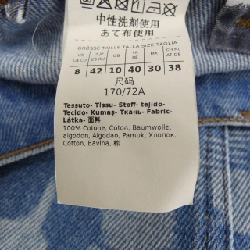 中性洗剤使用
あて布使用
8 42 10 40 30 38
尺码
170/72A
Tessuto- Tissu- Stoff- tejido-
Tecido- Kumaş- Ткань- Fabric-
Látka- 面料
100% Cotone, Coton, Baumwolle,
algodon, Algodão, Pamuk, Хлопок,
Cotton, Bavlna, 棉